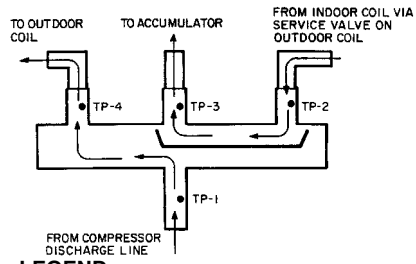 TO OUTDOOR
COIL
TO ACCUMULATOR
FROM INDOOR COIL VIA
SERVICE VALVE ON
OUTDOOR COIL
TP-4
TP-3
TP-2
TP-1
FROM COMPRESSOR
DISCHARGE LINE
LEGEND